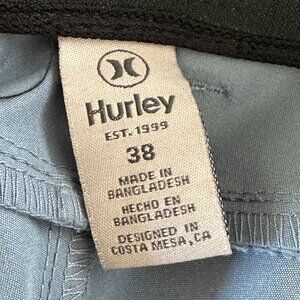 Hurley
EST. 1999
38
MADE IN
BANGLADESH
HECHO EN
BANGLADESH
DESIGNED IN
COSTA MESA, CA